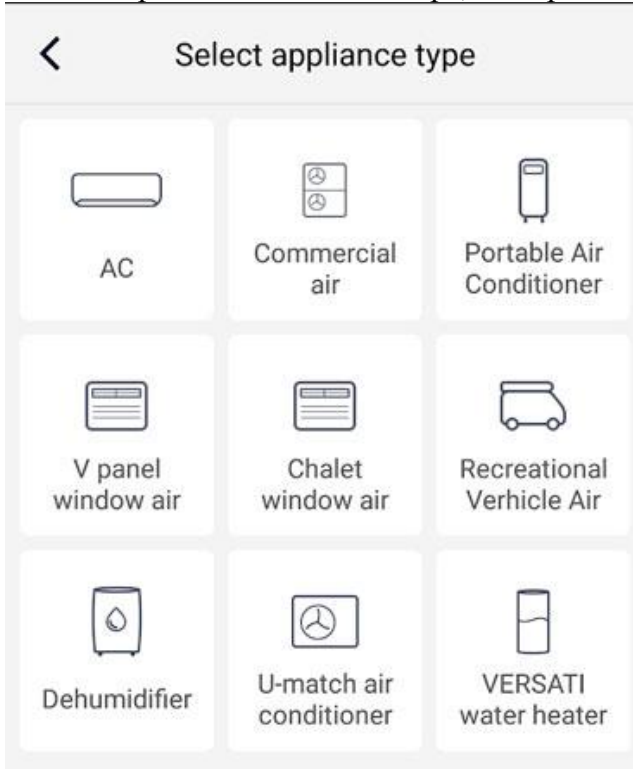 Select appliance type
AC
Commercial
air
Portable Air
Conditioner
V panel
window air
Chalet
window air
Recreational
Verhicle Air
Dehumidifier
U-match air
conditioner
VERSATI
water heater